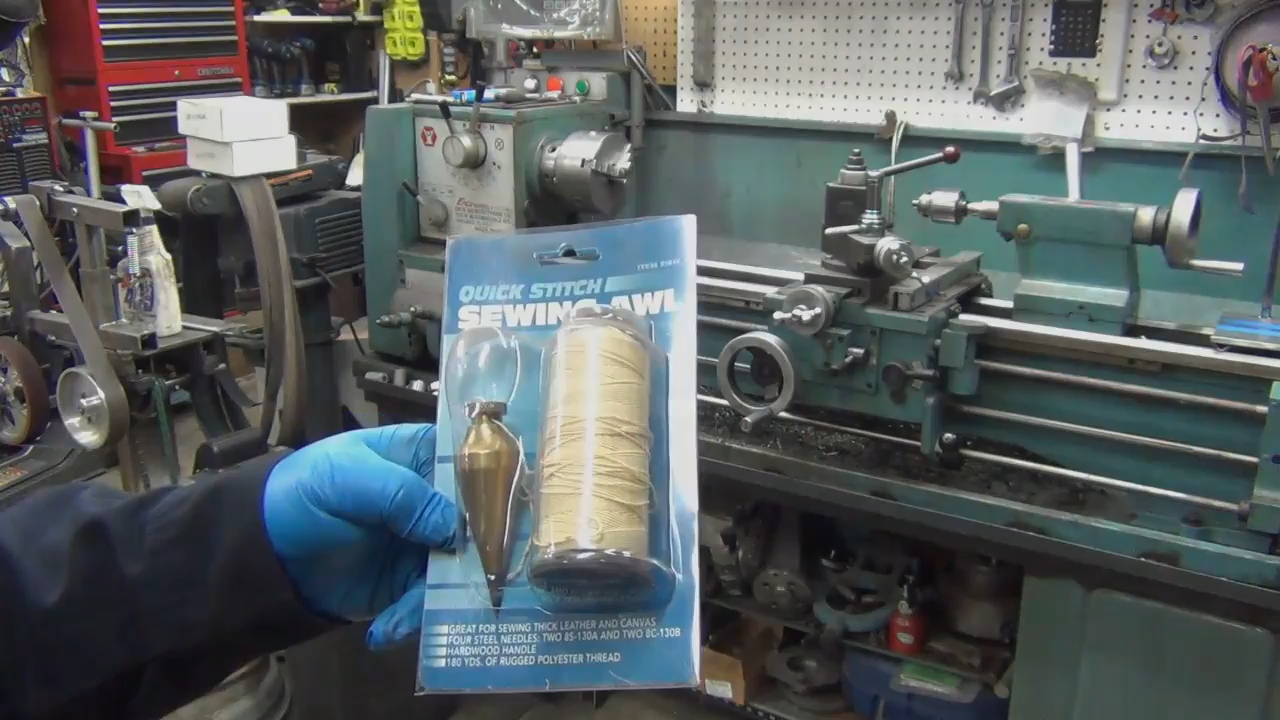 CRAFTSMAN
QUICK STITCH
SEWING AWL
GREAT FOR SEWING THICK LEATHER AND CANVAS
FOUR STEEL NEEDLES: TWO 8S-130A AND TWO 8C-130B
HARDWOOD HANDLE
180 YDS. OF RUGGED POLYESTER THREAD